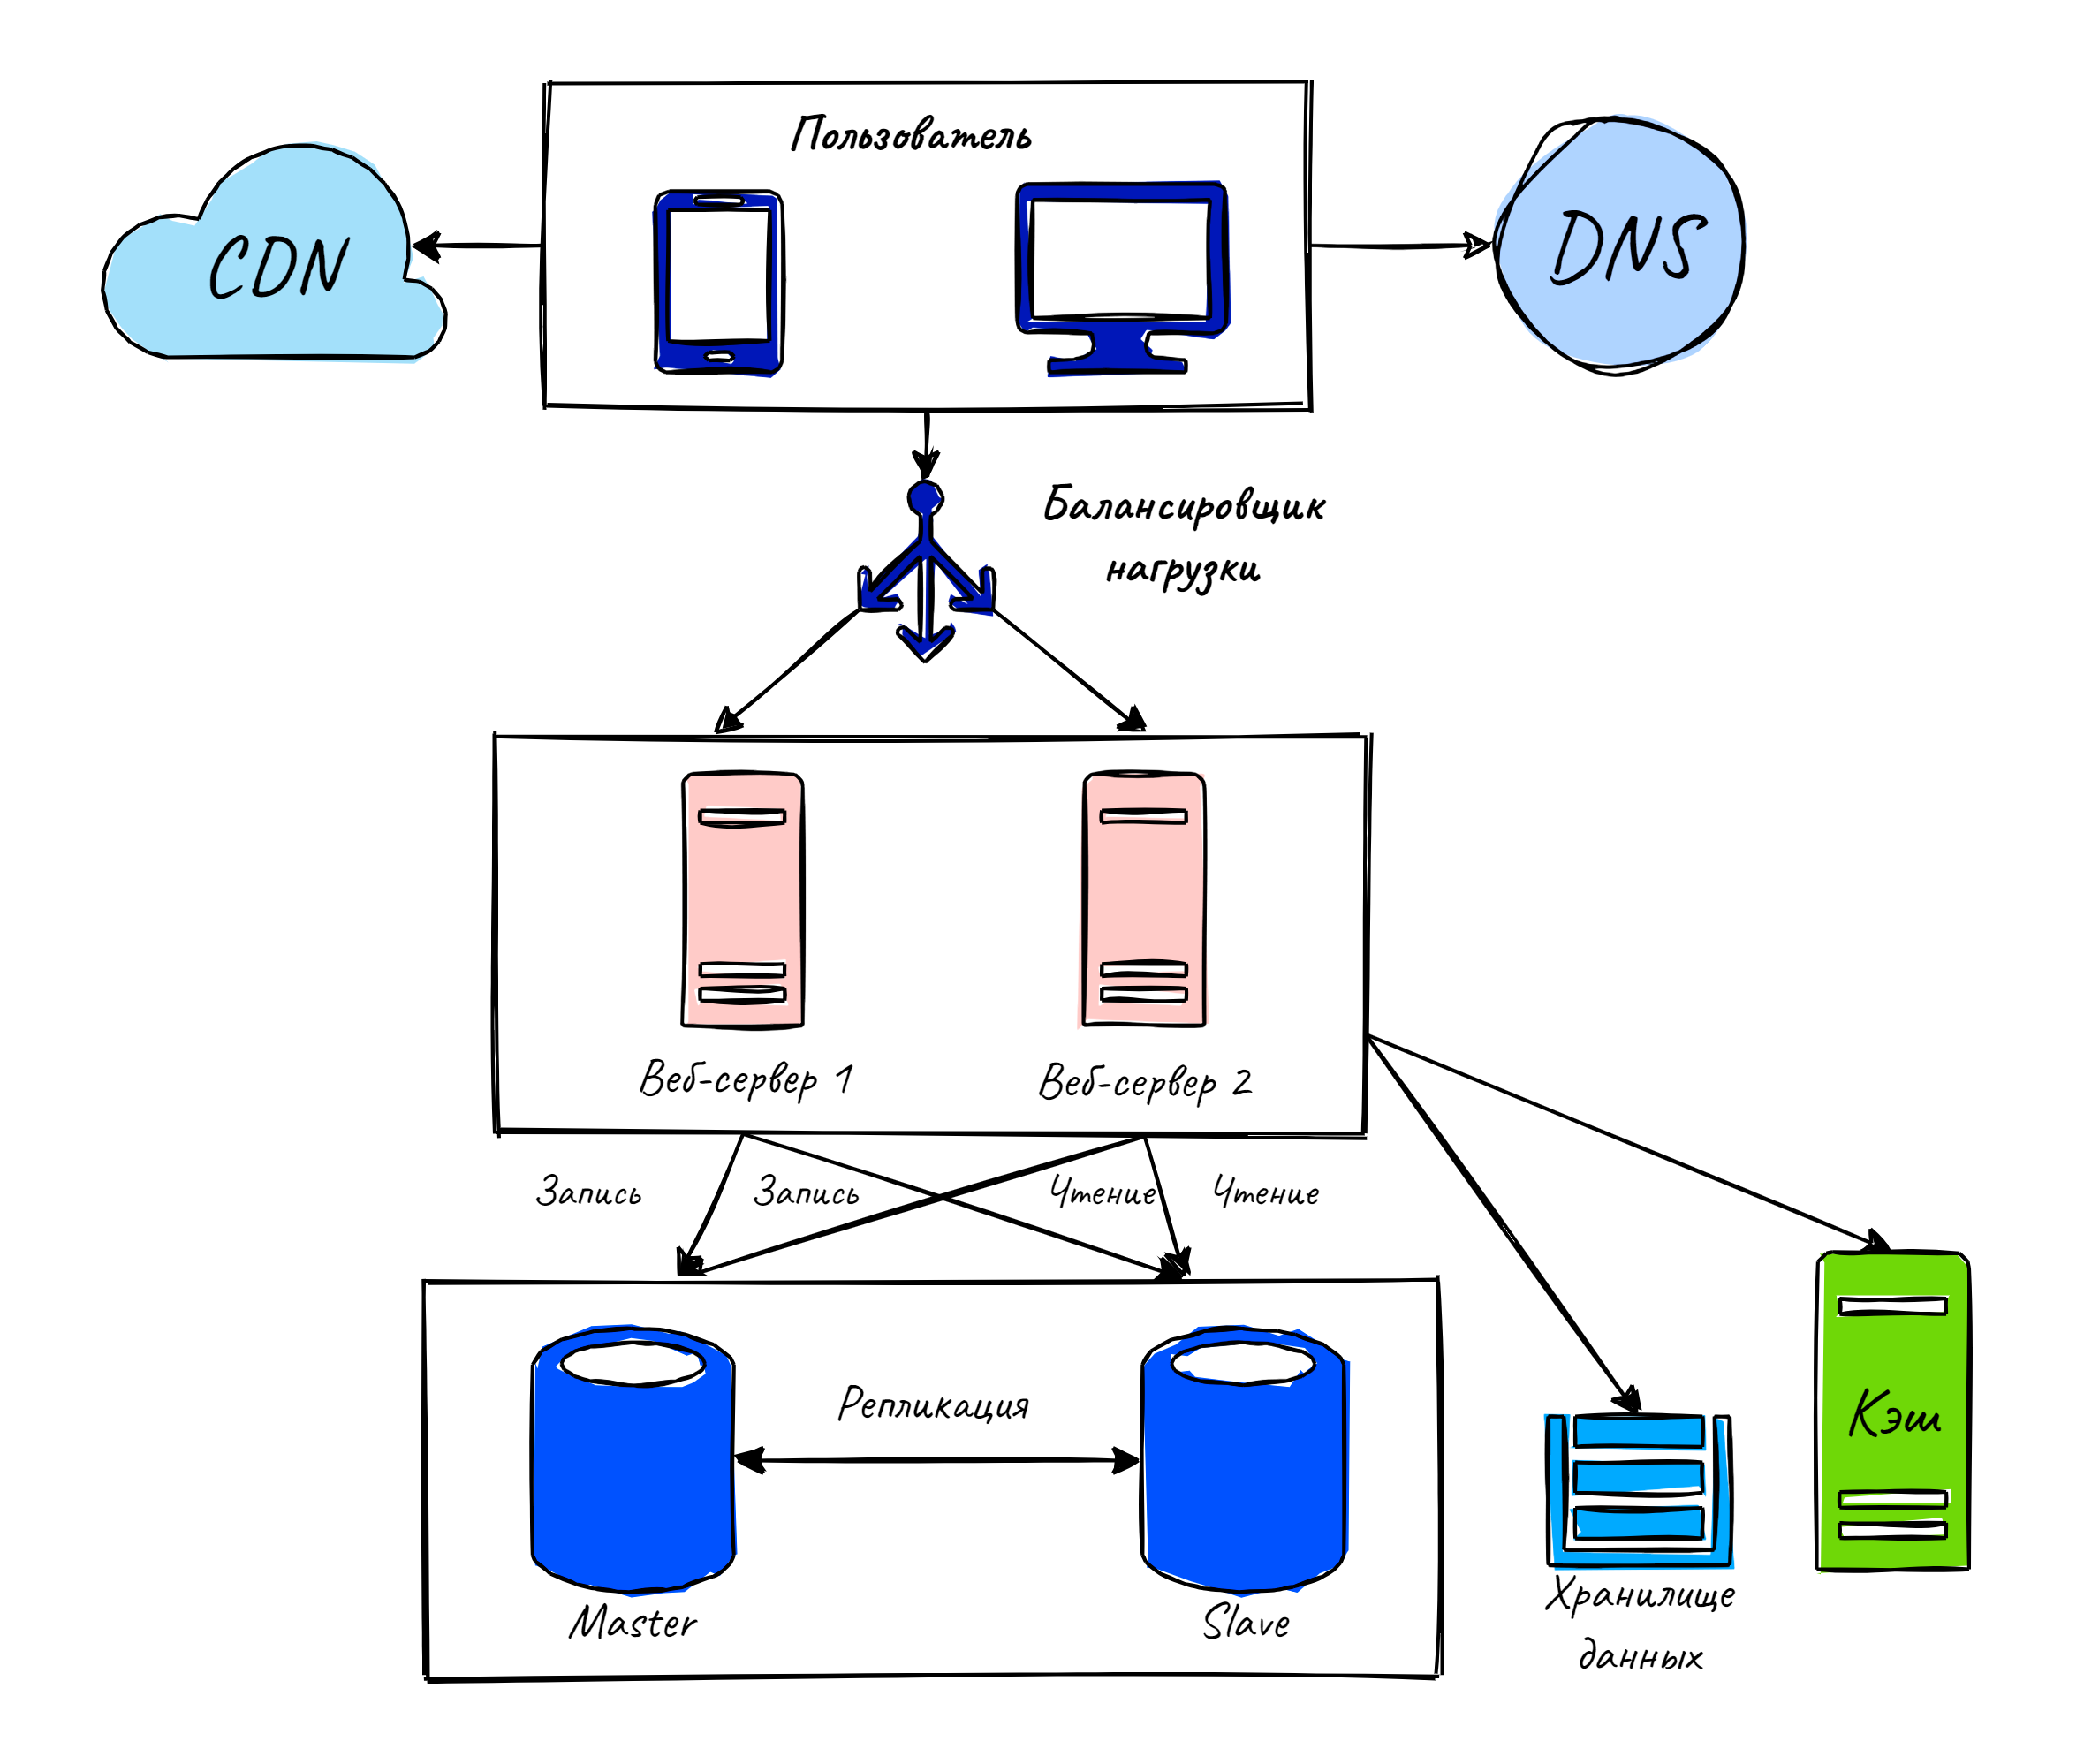 Пользователь
CDN
DNS
Балансировщик
нагрузки
Веб-сервер 1
Веб-сервер 2
Запись
Запись
Чтение
Чтение
Репликация
Кэш
Master
Slave
Хранилище
данных